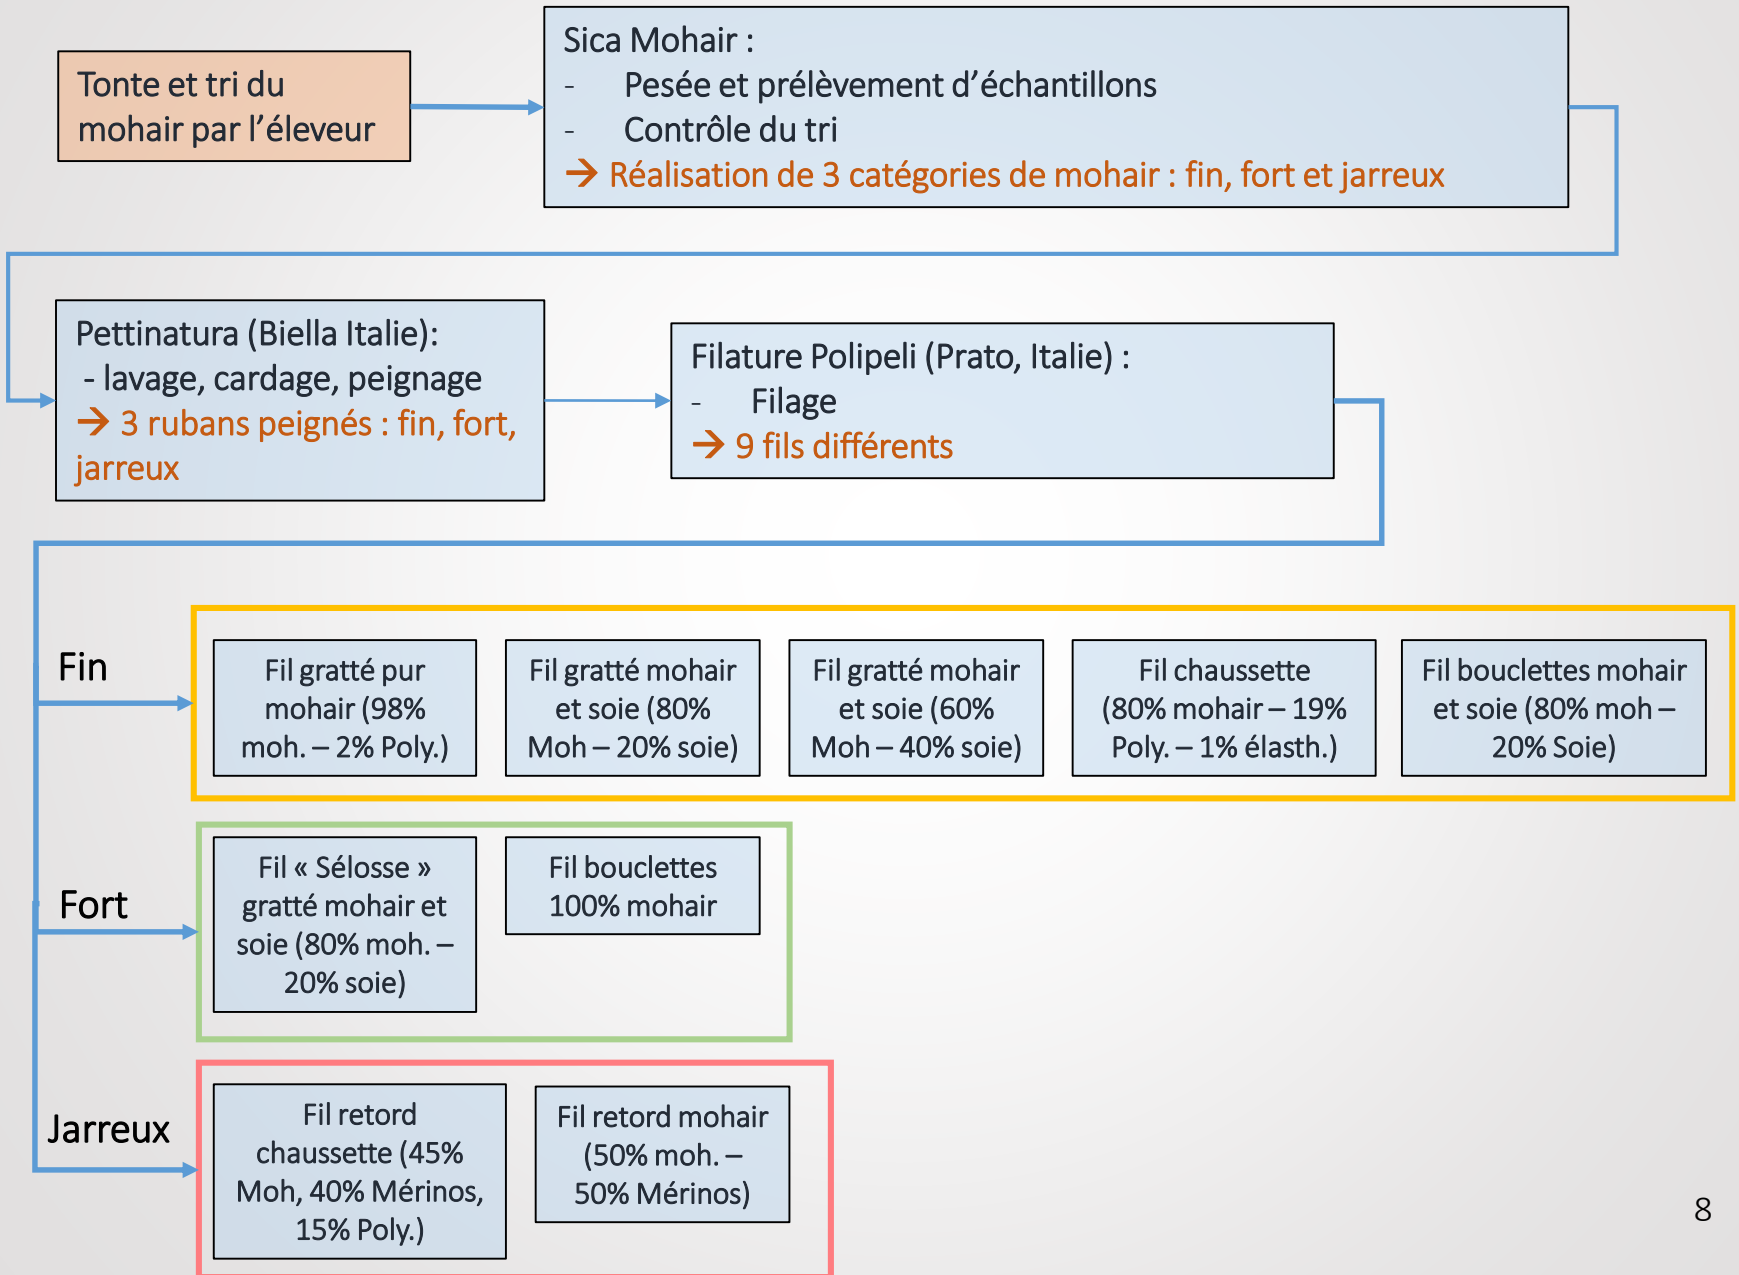 Tonte et tri du
mohair par l'éleveur
Sica Mohair :
- Pesée et prélèvement d'échantillons
- Contrôle du tri
→ Réalisation de 3 catégories de mohair : fin, fort et jarreux
Pettinatura (Biella Italie):
- lavage, cardage, peignage
→ 3 rubans peignés : fin, fort,
jarreux
Filature Polipeli (Prato, Italie) :
- Filage
→ 9 fils différents
Fin
Fil gratté pur
mohair (98%
moh. – 2% Poly.)
Fil gratté mohair
et soie (80%
Moh – 20% soie)
Fil gratté mohair
et soie (60%
Moh – 40% soie)
Fil chaussette
(80% mohair – 19%
Poly. – 1% élasth.)
Fil bouclettes mohair
et soie (80% moh –
20% Soie)
Fort
Fil « Sélosse »
gratté mohair et
soie (80% moh. –
20% soie)
Fil bouclettes
100% mohair
Jarreux
Fil retord
chaussette (45%
Moh, 40% Mérinos,
15% Poly.)
Fil retord mohair
(50% moh. –
50% Mérinos)
8